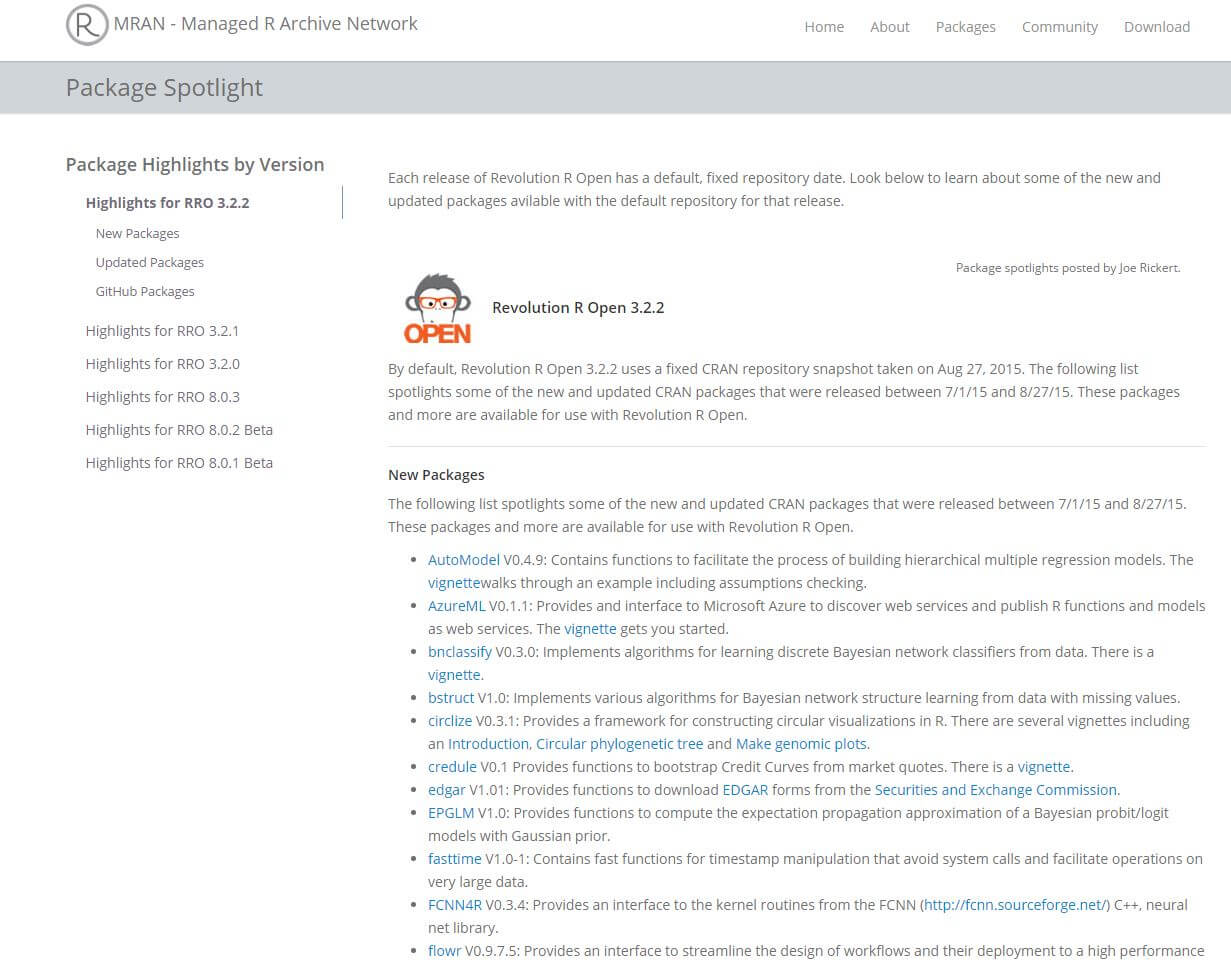 MRAN - Managed R Archive Network
Home About Packages Community Download
Package Spotlight
Package Highlights by Version
Highlights for RRO 3.2.2
New Packages
Updated Packages
GitHub Packages
Highlights for RRO 3.2.1
Highlights for RRO 3.2.0
Highlights for RRO 8.0.3
Highlights for RRO 8.0.2 Beta
Highlights for RRO 8.0.1 Beta
Each release of Revolution R Open has a default, fixed repository date. Look below to learn about some of the new and
updated packages avilable with the default repository for that release.
Package spotlights posted by Joe Rickert.
OPEN
Revolution R Open 3.2.2
By default, Revolution R Open 3.2.2 uses a fixed CRAN repository snapshot taken on Aug 27, 2015. The following list
spotlights some of the new and updated CRAN packages that were released between 7/1/15 and 8/27/15. These packages
and more are available for use with Revolution R Open.
New Packages
The following list spotlights some of the new and updated CRAN packages that were released between 7/1/15 and 8/27/15.
These packages and more are available for use with Revolution R Open.
• AutoModel V0.4.9: Contains functions to facilitate the process of building hierarchical multiple regression models. The
vignettewalks through an example including assumptions checking.
• AzureML V0.1.1: Provides and interface to Microsoft Azure to discover web services and publish R functions and models
as web services. The vignette gets you started.
• bnclassify V0.3.0: Implements algorithms for learning discrete Bayesian network classifiers from data. There is a
vignette.
• bstruct V1.0: Implements various algorithms for Bayesian network structure learning from data with missing values.
• circlize V0.3.1: Provides a framework for constructing circular visualizations in R. There are several vignettes including
an Introduction, Circular phylogenetic tree and Make genomic plots.
• credule V0.1 Provides functions to bootstrap Credit Curves from market quotes. There is a vignette.
• edgar V1.01: Provides functions to download EDGAR forms from the Securities and Exchange Commission.
• EPGLM V1.0: Provides functions to compute the expectation propagation approximation of a Bayesian probit/logit
models with Gaussian prior.
• fasttime V1.0-1: Contains fast functions for timestamp manipulation that avoid system calls and facilitate operations on
very large data.
• FCNN4R V0.3.4: Provides an interface to the kernel routines from the FCNN (http://fcnn.sourceforge.net/) C++, neural
net library.
• flowr V0.9.7.5: Provides an interface to streamline the design of workflows and their deployment to a high performance